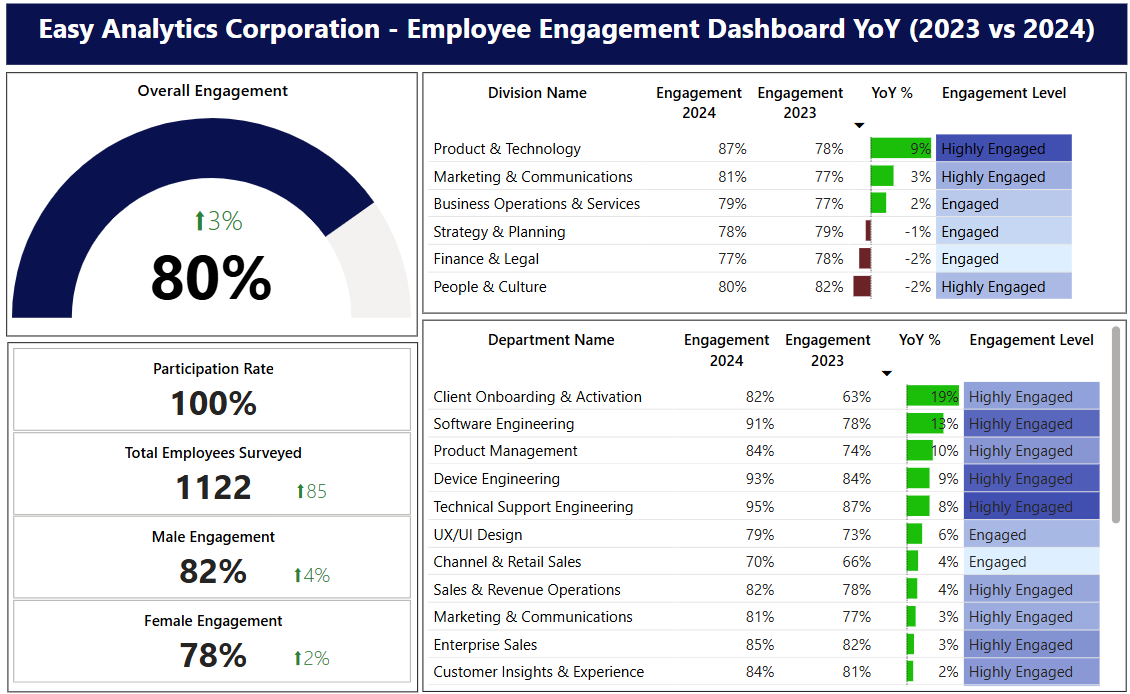 Easy Analytics Corporation - Employee Engagement Dashboard YoY (2023 vs 2024)
Overall Engagement
3%
80%
Participation Rate
100%
Total Employees Surveyed
1122 85
Male Engagement
82% 4%
Female Engagement
78% 2%
Division Name Engagement 2024 Engagement 2023 YoY % Engagement Level
Product & Technology 87% 78% 9% Highly Engaged
Marketing & Communications 81% 77% 3% Highly Engaged
Business Operations & Services 79% 77% 2% Engaged
Strategy & Planning 78% 79% -1% Engaged
Finance & Legal 77% 78% -2% Engaged
People & Culture 80% 82% -2% Highly Engaged
Department Name Engagement 2024 Engagement 2023 YoY % Engagement Level
Client Onboarding & Activation 82% 63% 19% Highly Engaged
Software Engineering 91% 78% 13% Highly Engaged
Product Management 84% 74% 10% Highly Engaged
Device Engineering 93% 84% 9% Highly Engaged
Technical Support Engineering 95% 87% 8% Highly Engaged
UX/UI Design 79% 73% 6% Engaged
Channel & Retail Sales 70% 66% 4% Engaged
Sales & Revenue Operations 82% 78% 4% Highly Engaged
Marketing & Communications 81% 77% 3% Highly Engaged
Enterprise Sales 85% 82% 3% Highly Engaged
Customer Insights & Experience 84% 81% 2% Highly Engaged